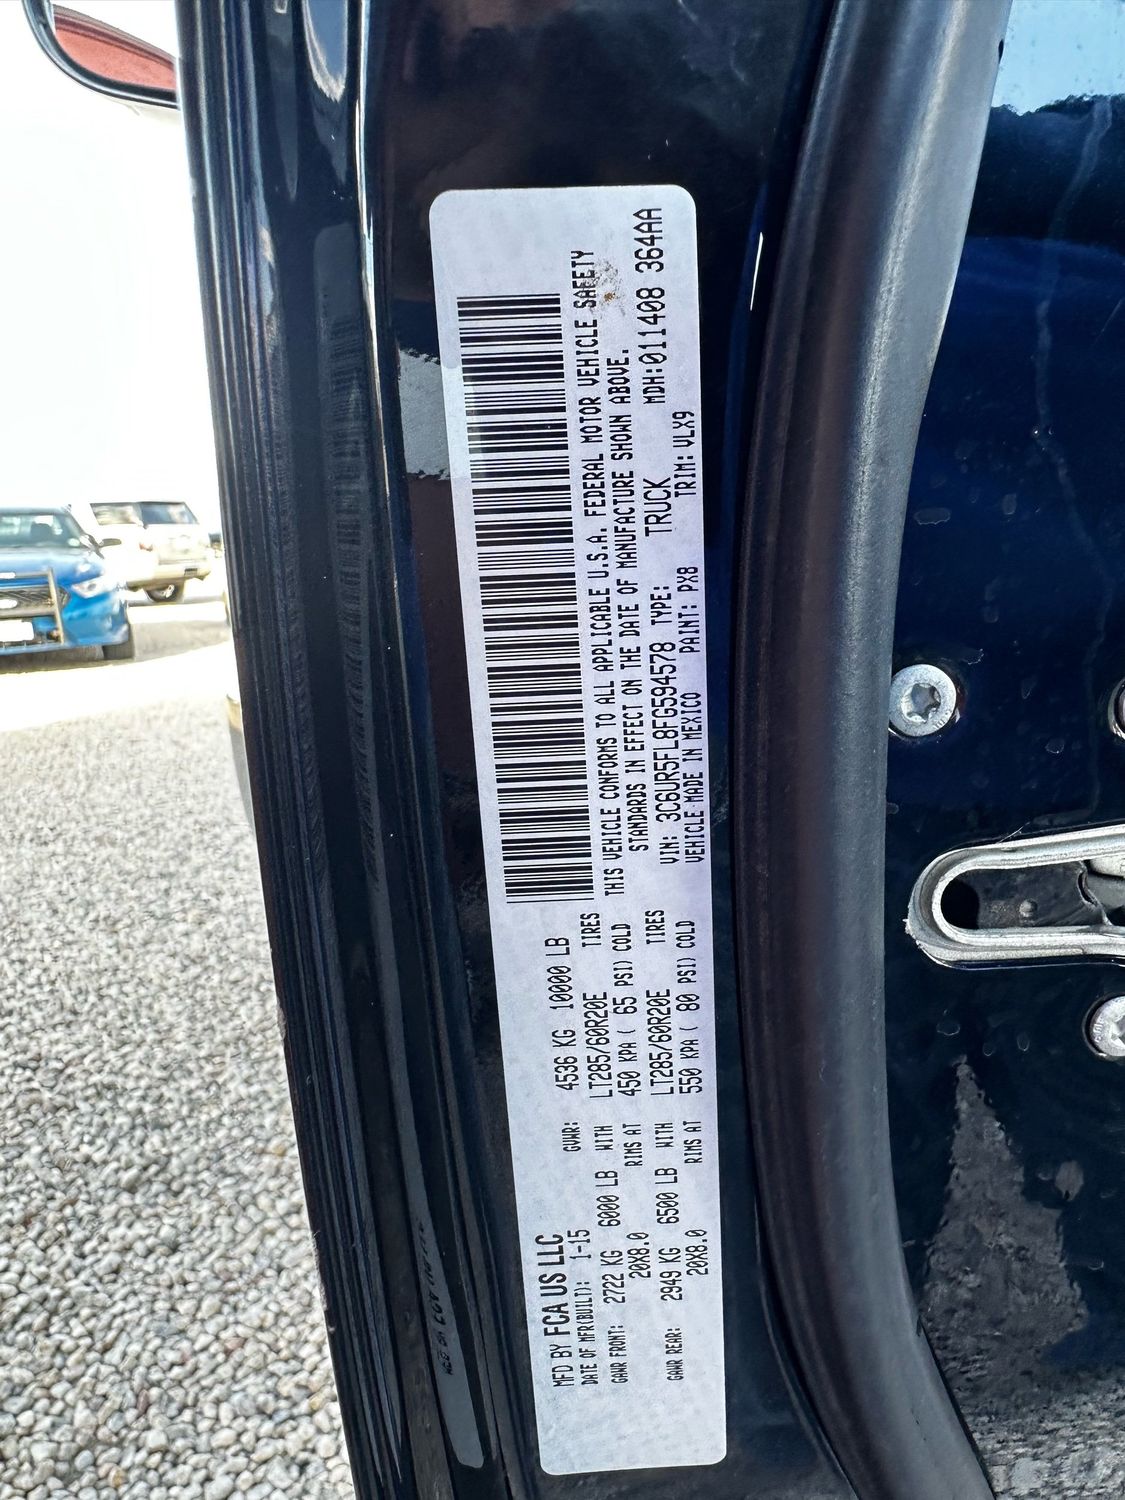 MFD BY FCA US LLC
DATE OF MFR(BUILT): 1-15 GVWR: 4536 KG 10000 LB
GAWR FRONT: 2722 KG 6000 LB WITH LT285/60R20E TIRES
20X8.0 RIMS AT 450 KPA ( 65 PSI) COLD
GAWR REAR: 2949 KG 6500 LB WITH LT285/60R20E TIRES
20X8.0 RIMS AT 550 KPA ( 80 PSI) COLD
THIS VEHICLE CONFORMS TO ALL APPLICABLE U.S.A. FEDERAL MOTOR VEHICLE SAFETY
STANDARDS IN EFFECT ON THE DATE OF MANUFACTURE SHOWN ABOVE.
VIN: 3C6UR5FL8FG594578 TYPE: TRUCK MDH:011408 364AA
VEHICLE MADE IN MEXICO PAINT: PX8 TRIM: VLX9